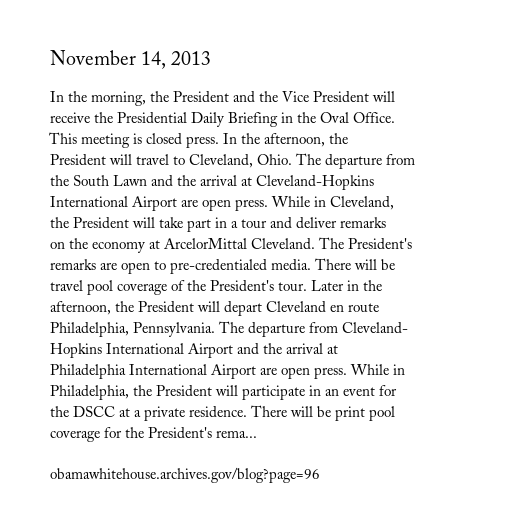 November 14, 2013
In the morning, the President and the Vice President will
receive the Presidential Daily Briefing in the Oval Office.
This meeting is closed press. In the afternoon, the
President will travel to Cleveland, Ohio. The departure from
the South Lawn and the arrival at Cleveland-Hopkins
International Airport are open press. While in Cleveland,
the President will take part in a tour and deliver remarks
on the economy at ArcelorMittal Cleveland. The President's
remarks are open to pre-credentialed media. There will be
travel pool coverage of the President's tour. Later in the
afternoon, the President will depart Cleveland en route
Philadelphia, Pennsylvania. The departure from Cleveland-
Hopkins International Airport and the arrival at
Philadelphia International Airport are open press. While in
Philadelphia, the President will participate in an event for
the DSCC at a private residence. There will be print pool
coverage for the President's rema...
obamawhitehouse.archives.gov/blog?page=96